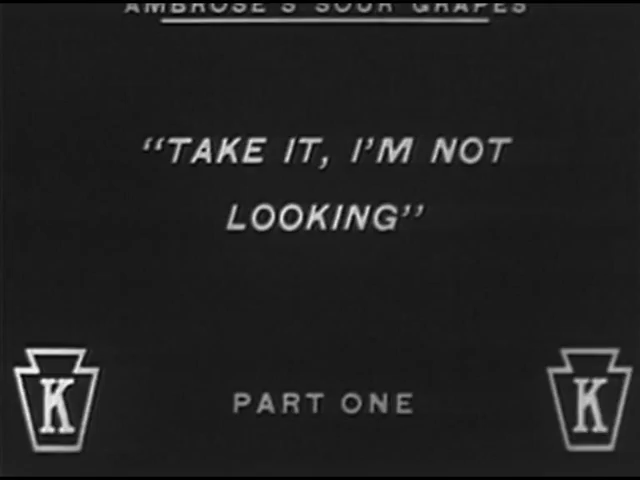 AMBROSE'S SOUR GRAPES
"TAKE IT, I'M NOT
LOOKING"
K
PART ONE
K